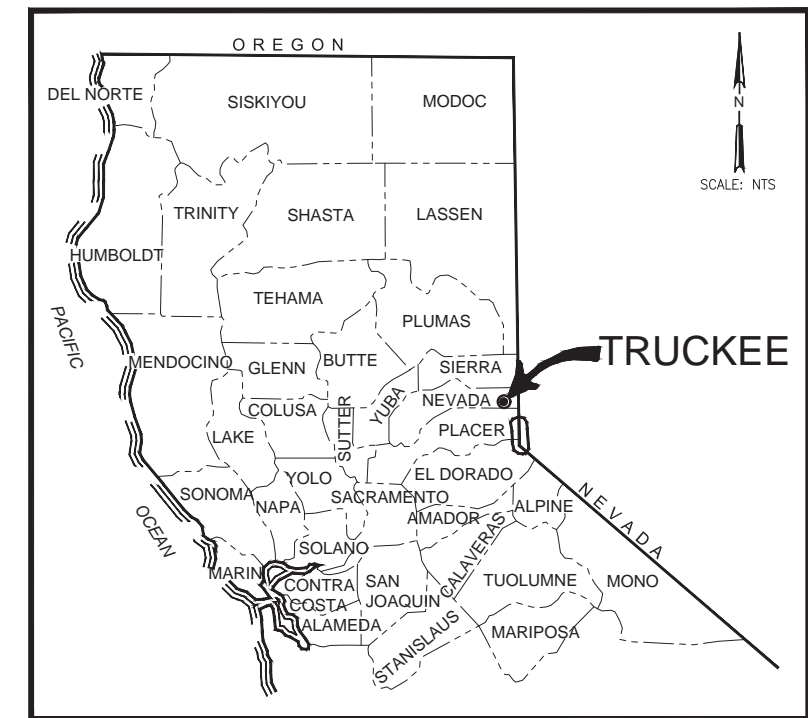 OREGON
DEL NORTE
SISKIYOU
MODOC
N
SCALE: NTS
TRINITY
SHASTA
LASSEN
HUMBOLDT
TEHAMA
PLUMAS
PACIFIC
TRUCKEE
MENDOCINO
GLENN
BUTTE
SIERRA
COLUSA
SUTTER
YUBA
NEVADA
LAKE
PLACER
YOLO
EL DORADO
SONOMA
NAPA
SACRAMENTO
ALPINE
NEVADA
OCEAN
AMADOR
SOLANO
CALAVERAS
MARIN
CONTRA
COSTA
SAN
JOAQUIN
TUOLUMNE
MONO
ALAMEDA
STANISLAUS
MARIPOSA